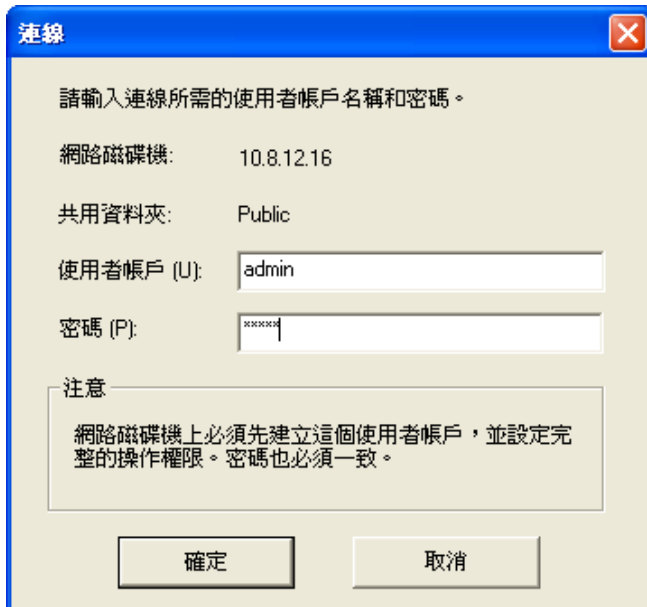 連線
請輸入連線所需的使用者帳戶名稱和密碼。
網路磁碟機: 10.8.12.16
共用資料夾: Public
使用者帳戶 (U): admin
密碼 (P): *****
注意
網路磁碟機上必須先建立這個使用者帳戶，並設定完
整的操作權限。密碼也必須一致。
確定 取消